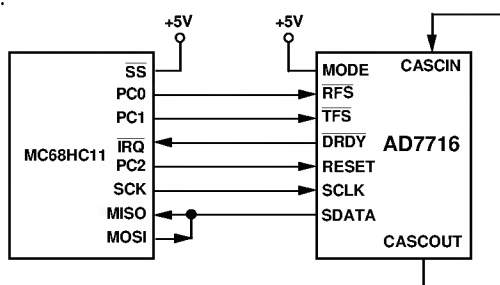 +5V
+5V
SS
MODE
CASCIN
PC0
RFS
PC1
TFS
IRQ
DRDY
AD7716
MC68HC11
PC2
RESET
SCK
SCLK
MISO
SDATA
MOSI
CASCOUT